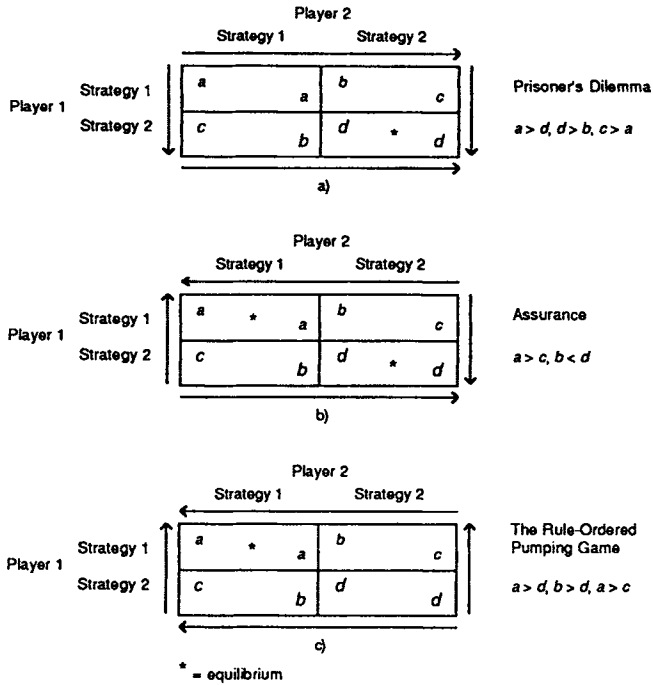 Player 2
Strategy 1 Strategy 2
Player 1
Strategy 1 a a b c
Strategy 2 c b d * d
Prisoner's Dilemma
a > d, d > b, c > a
a)
Player 2
Strategy 1 Strategy 2
Player 1
Strategy 1 a * a b c
Strategy 2 c b d * d
Assurance
a > c, b < d
b)
Player 2
Strategy 1 Strategy 2
Player 1
Strategy 1 a * a b c
Strategy 2 c b d d
The Rule-Ordered
Pumping Game
a > d, b > d, a > c
c)
* = equilibrium